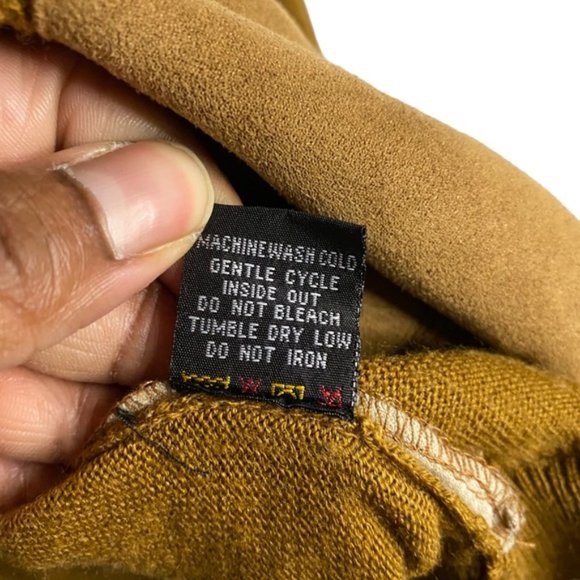 MACHINEWASH COLD
GENTLE CYCLE
INSIDE OUT
DO NOT BLEACH
TUMBLE DRY LOW
DO NOT IRON